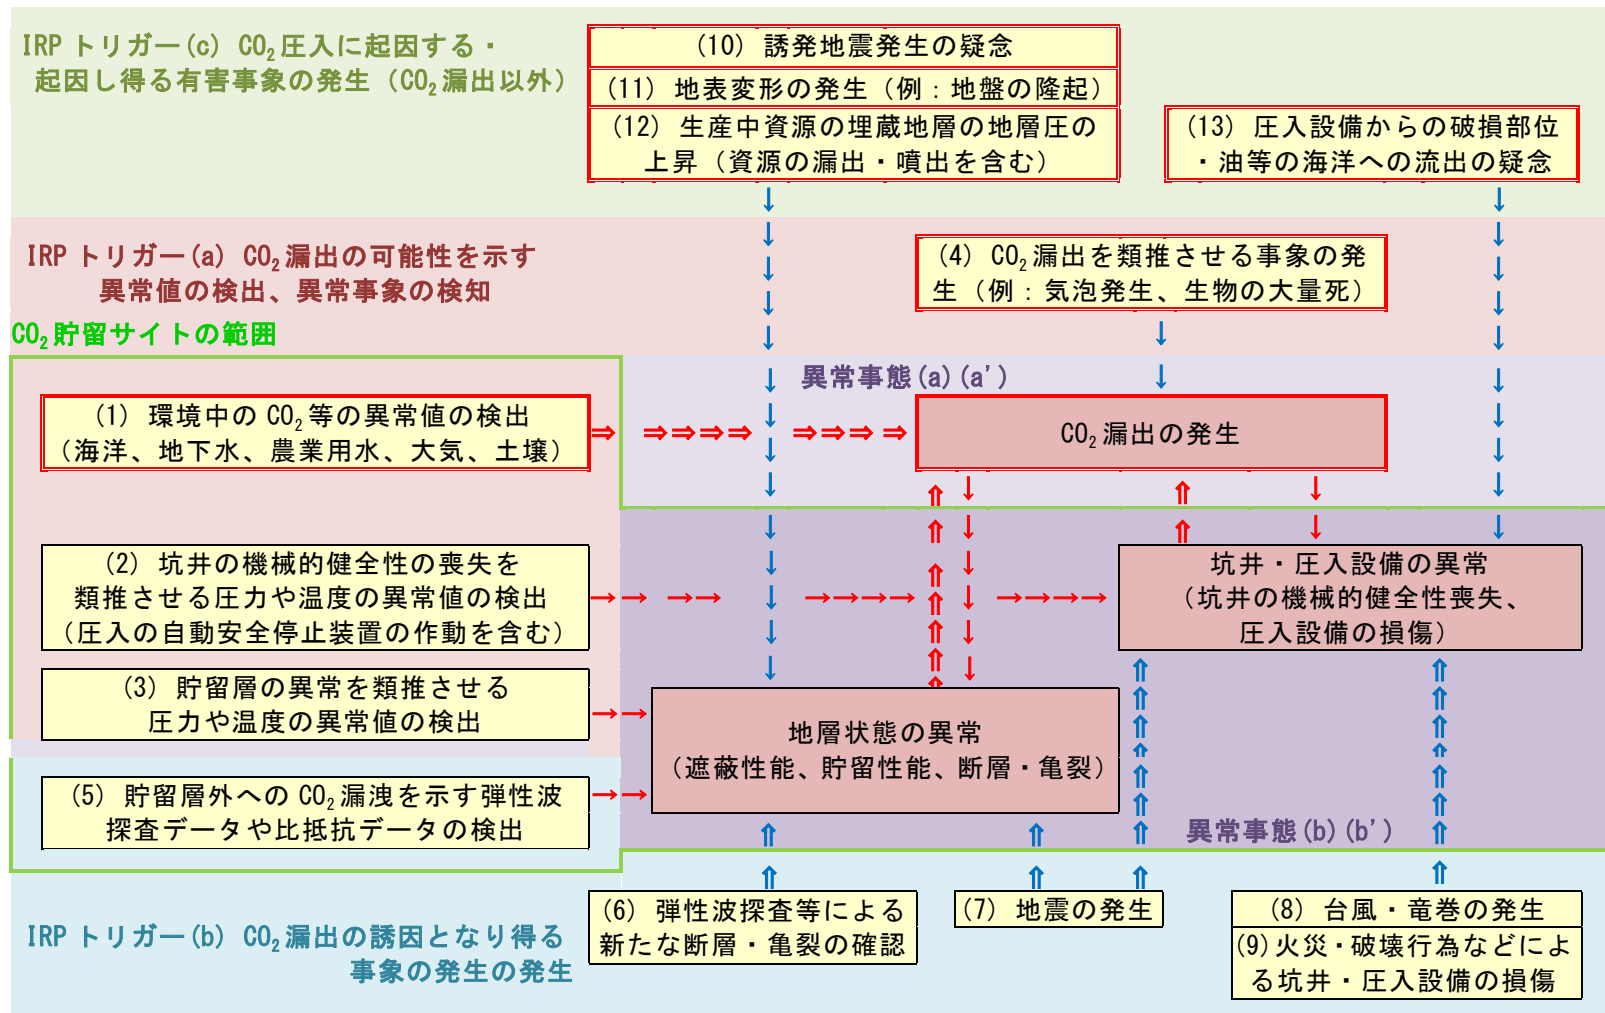 IRPトリガー(c) CO2圧入に起因する・
起因し得る有害事象の発生（CO2漏出以外）
(10) 誘発地震発生の疑念
(11) 地表変形の発生（例：地盤の隆起）
(12) 生産中資源の埋蔵地層の地層圧の
上昇（資源の漏出・噴出を含む）
(13) 圧入設備からの破損部位
・油等の海洋への流出の疑念
IRPトリガー(a) CO2漏出の可能性を示す
異常値の検出、異常事象の検知
(4) CO2漏出を類推させる事象の発
生（例：気泡発生、生物の大量死）
CO2貯留サイトの範囲
異常事態(a)(a')
(1) 環境中のCO2等の異常値の検出
（海洋、地下水、農業用水、大気、土壌）
CO2漏出の発生
(2) 坑井の機械的健全性の喪失を
類推させる圧力や温度の異常値の検出
（圧入の自動安全停止装置の作動を含む）
坑井・圧入設備の異常
（坑井の機械的健全性喪失、
圧入設備の損傷）
(3) 貯留層の異常を類推させる
圧力や温度の異常値の検出
地層状態の異常
（遮蔽性能、貯留性能、断層・亀裂）
(5) 貯留層外へのCO2漏洩を示す弾性波
探査データや比抵抗データの検出
異常事態(b)(b')
(6) 弾性波探査等による
新たな断層・亀裂の確認
(7) 地震の発生
(8) 台風・竜巻の発生
(9)火災・破壊行為などによ
る坑井・圧入設備の損傷
IRPトリガー(b) CO2漏出の誘因となり得る
事象の発生の発生